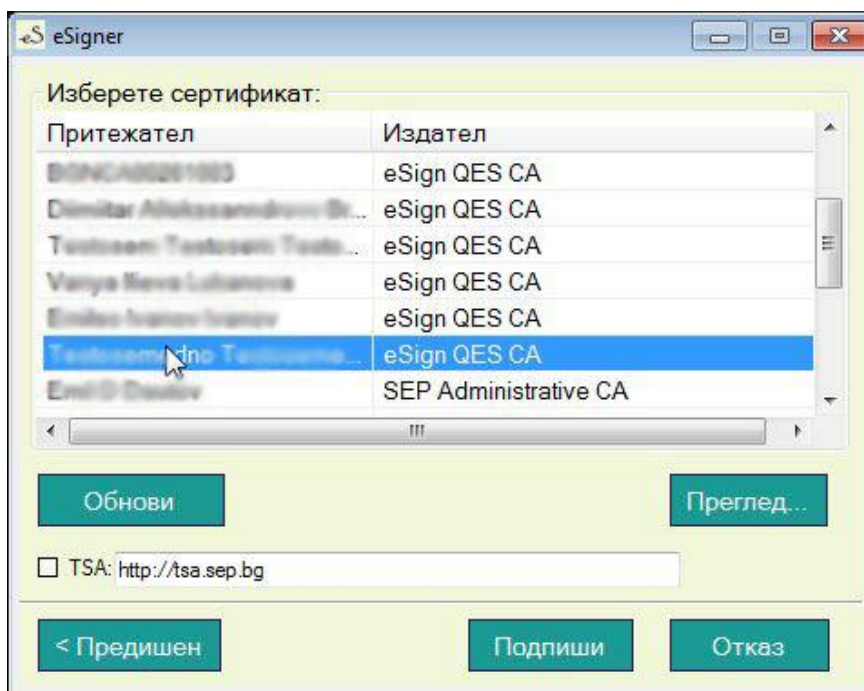 eS eSigner
Изберете сертификат:
Притежател Издател
eSign QES CA
eSign QES CA
eSign QES CA
eSign QES CA
eSign QES CA
eSign QES CA
SEP Administrative CA
Обнови Преглед...
TSA: http://tsa.sep.bg
< Предишен Подпиши Отказ